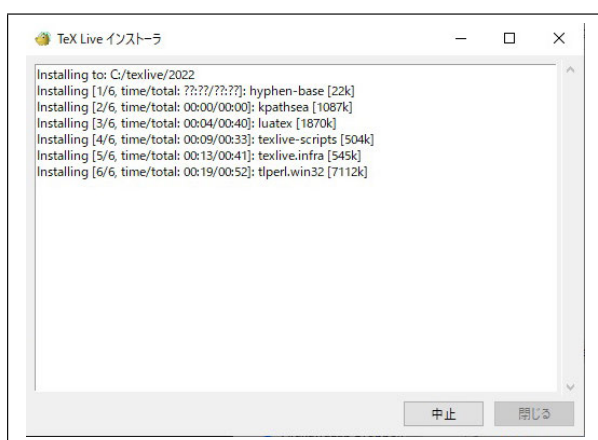 TeX Live インストーラ
Installing to: C:/texlive/2022
Installing [1/6, time/total: ??:??/??:??]: hyphen-base [22k]
Installing [2/6, time/total: 00:00/00:00]: kpathsea [1087k]
Installing [3/6, time/total: 00:04/00:40]: luatex [1870k]
Installing [4/6, time/total: 00:09/00:33]: texlive-scripts [504k]
Installing [5/6, time/total: 00:13/00:41]: texlive.infra [545k]
Installing [6/6, time/total: 00:19/00:52]: tlperl.win32 [7112k]
中止 閉じる